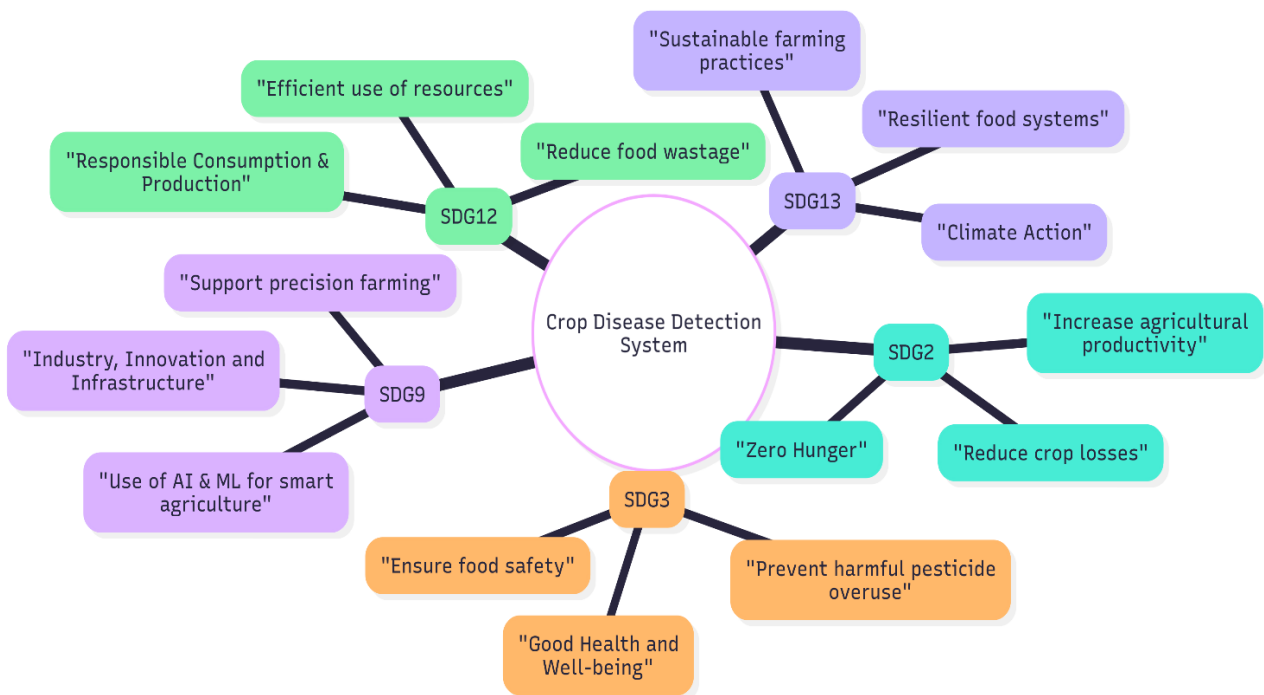 "Sustainable farming
practices"
"Efficient use of resources"
"Resilient food systems"
"Reduce food wastage"
"Responsible Consumption &
Production"
SDG12
SDG13
"Climate Action"
"Support precision farming"
Crop Disease Detection
System
"Increase agricultural
productivity"
SDG2
"Industry, Innovation and
Infrastructure"
SDG9
"Zero Hunger"
"Reduce crop losses"
"Use of AI & ML for smart
agriculture"
SDG3
"Ensure food safety"
"Prevent harmful pesticide
overuse"
"Good Health and
Well-being"